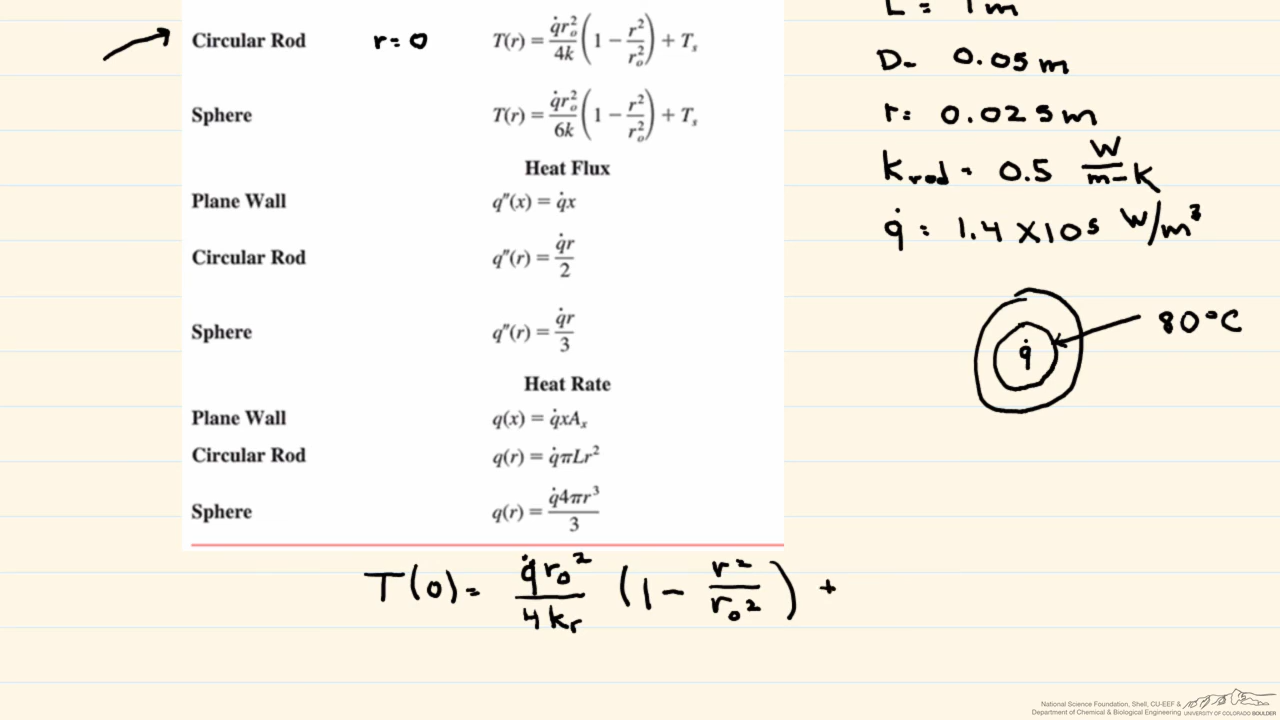 L = 1 m
Circular Rod r = 0 T(r) = q̇r_o²/4k (1 − r²/r_o²) + T_s
D = 0.05 m
Sphere T(r) = q̇r_o²/6k (1 − r²/r_o²) + T_s
r = 0.025 m
Heat Flux
k_rod = 0.5 W/m-K
Plane Wall q″(x) = q̇x
q̇ = 1.4 X 10⁵ W/m³
Circular Rod q″(r) = q̇r/2
Sphere q″(r) = q̇r/3
80°C
q̇
Heat Rate
Plane Wall q(x) = q̇xA_x
Circular Rod q(r) = q̇πLr²
Sphere q(r) = q̇4πr³/3
T(0) = q̇r_o²/4k_r (1 − r²/r_o²) +
National Science Foundation, Shell, CU-EEF &
Department of Chemical & Biological Engineering UNIVERSITY OF COLORADO BOULDER